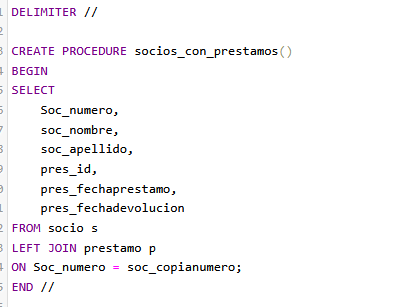 DELIMITER //
CREATE PROCEDURE socios_con_prestamos()
BEGIN
SELECT
Soc_numero,
soc_nombre,
soc_apellido,
pres_id,
pres_fechaprestamo,
pres_fechadevolucion
FROM socio s
LEFT JOIN prestamo p
ON Soc_numero = soc_copianumero;
END //